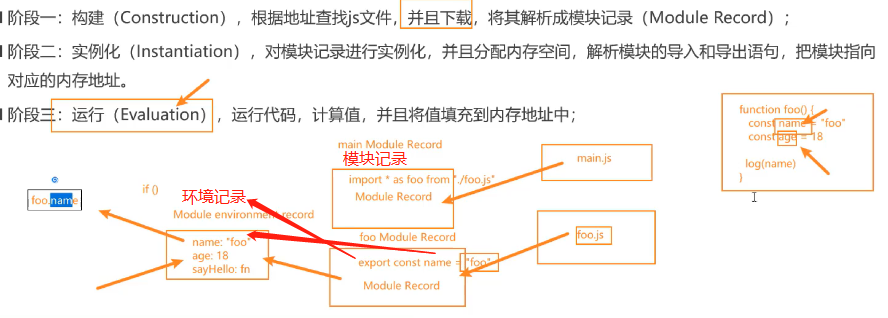 阶段一：构建（Construction），根据地址查找js文件，并且下载，将其解析成模块记录（Module Record）；
阶段二：实例化（Instantiation），对模块记录进行实例化，并且分配内存空间，解析模块的导入和导出语句，把模块指向
对应的内存地址。
阶段三：运行（Evaluation），运行代码，计算值，并且将值填充到内存地址中；
function foo() {
const name = "foo"
const age = 18
log(name)
}
main Module Record
模块记录
main.js
import * as foo from "./foo.js"
Module Record
if ()
foo.name
环境记录
Module environment record
name: "foo"
age: 18
sayHello: fn
foo Module Record
foo.js
export const name = "foo"
Module Record